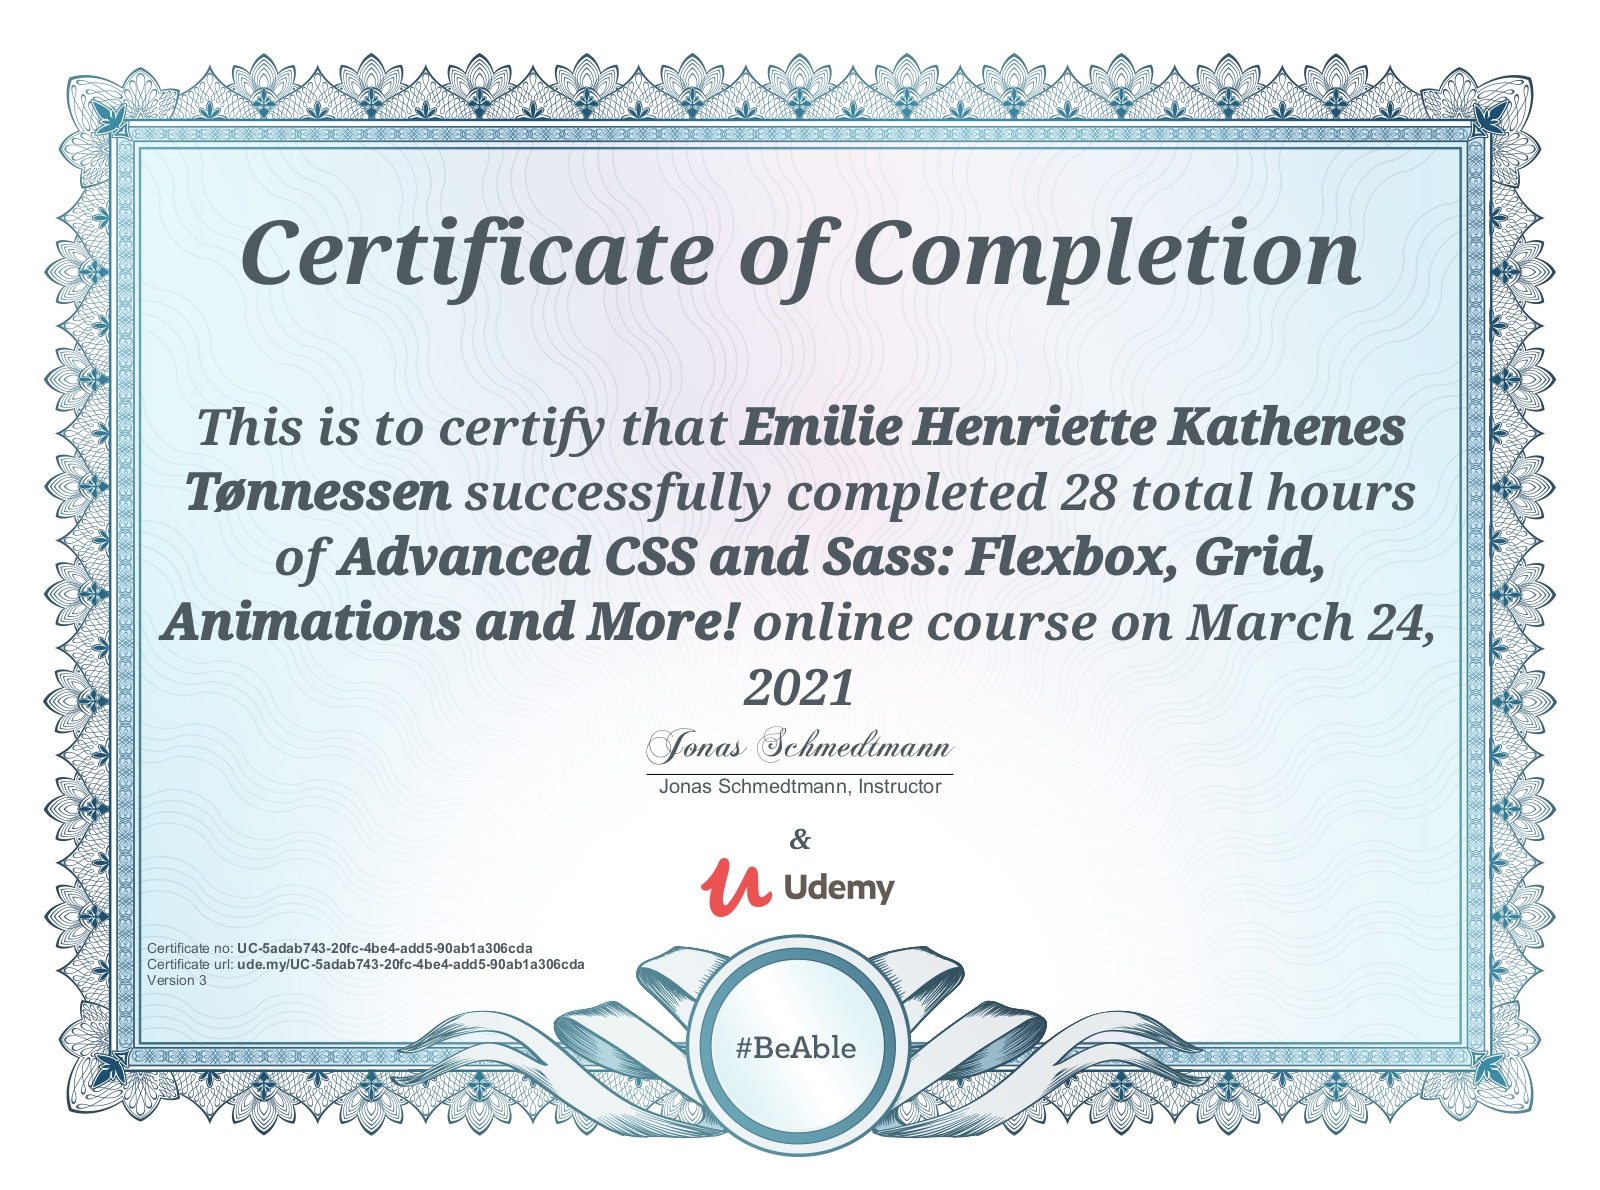 Certificate of Completion
This is to certify that Emilie Henriette Kathenes
Tønnessen successfully completed 28 total hours
of Advanced CSS and Sass: Flexbox, Grid,
Animations and More! online course on March 24,
2021
Jonas Schmedtmann
Jonas Schmedtmann, Instructor
&
Udemy
Certificate no: UC-5adab743-20fc-4be4-add5-90ab1a306cda
Certificate url: ude.my/UC-5adab743-20fc-4be4-add5-90ab1a306cda
Version 3
#BeAble